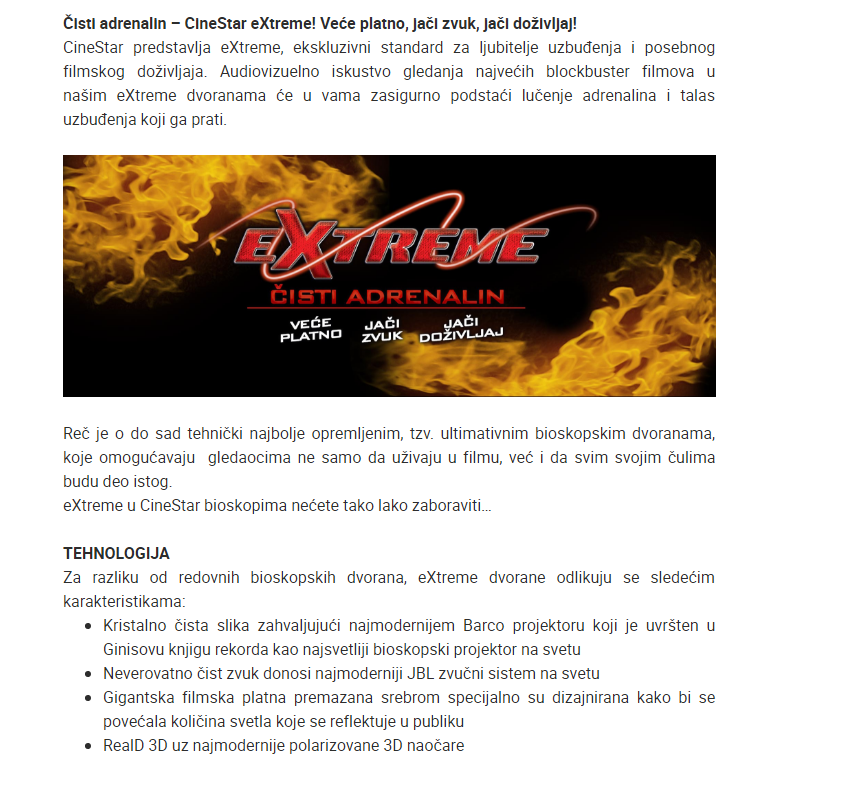 Čisti adrenalin – CineStar eXtreme! Veće platno, jači zvuk, jači doživljaj!
CineStar predstavlja eXtreme, ekskluzivni standard za ljubitelje uzbuđenja i posebnog
filmskog doživljaja. Audiovizuelno iskustvo gledanja najvećih blockbuster filmova u
našim eXtreme dvoranama će u vama zasigurno podstaći lučenje adrenalina i talas
uzbuđenja koji ga prati.
eXTREME
ČISTI ADRENALIN
VEĆE PLATNO
JAČI ZVUK
JAČI DOŽIVLJAJ
Reč je o do sad tehnički najbolje opremljenim, tzv. ultimativnim bioskopskim dvoranama,
koje omogućavaju gledaocima ne samo da uživaju u filmu, već i da svim svojim čulima
budu deo istog.
eXtreme u CineStar bioskopima nećete tako lako zaboraviti...
TEHNOLOGIJA
Za razliku od redovnih bioskopskih dvorana, eXtreme dvorane odlikuju se sledećim
karakteristikama:
• Kristalno čista slika zahvaljujući najmodernijem Barco projektoru koji je uvršten u
Ginisovu knjigu rekorda kao najsvetliji bioskopski projektor na svetu
• Neverovatno čist zvuk donosi najmoderniji JBL zvučni sistem na svetu
• Gigantska filmska platna premazana srebrom specijalno su dizajnirana kako bi se
povećala količina svetla koje se reflektuje u publiku
• RealD 3D uz najmodernije polarizovane 3D naočare